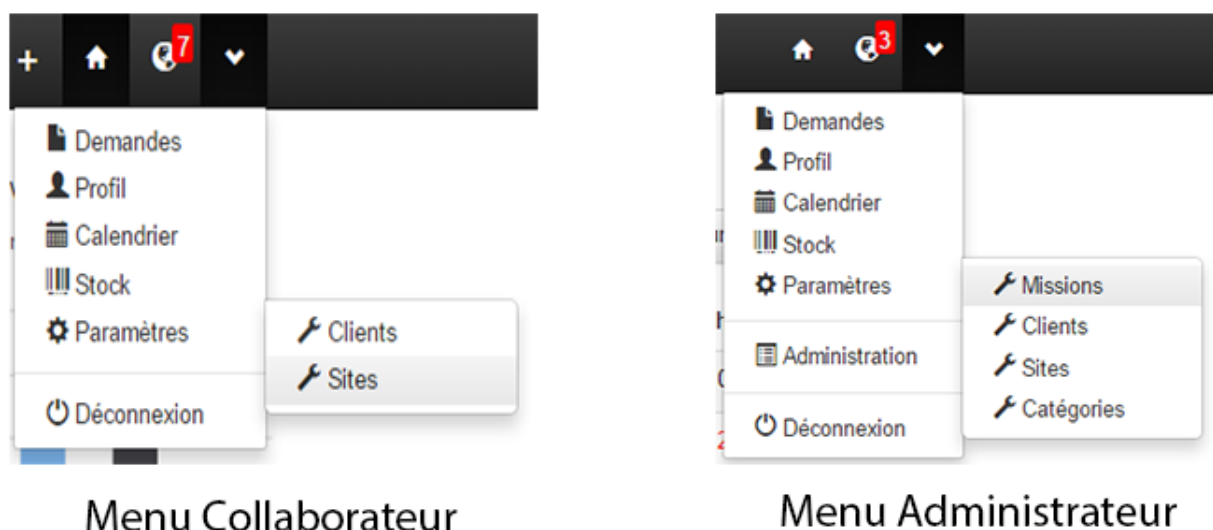 7
Demandes
Profil
Calendrier
Stock
Paramètres
Déconnexion
Clients
Sites
Menu Collaborateur
3
Demandes
Profil
Calendrier
Stock
Paramètres
Administration
Déconnexion
Missions
Clients
Sites
Catégories
Menu Administrateur